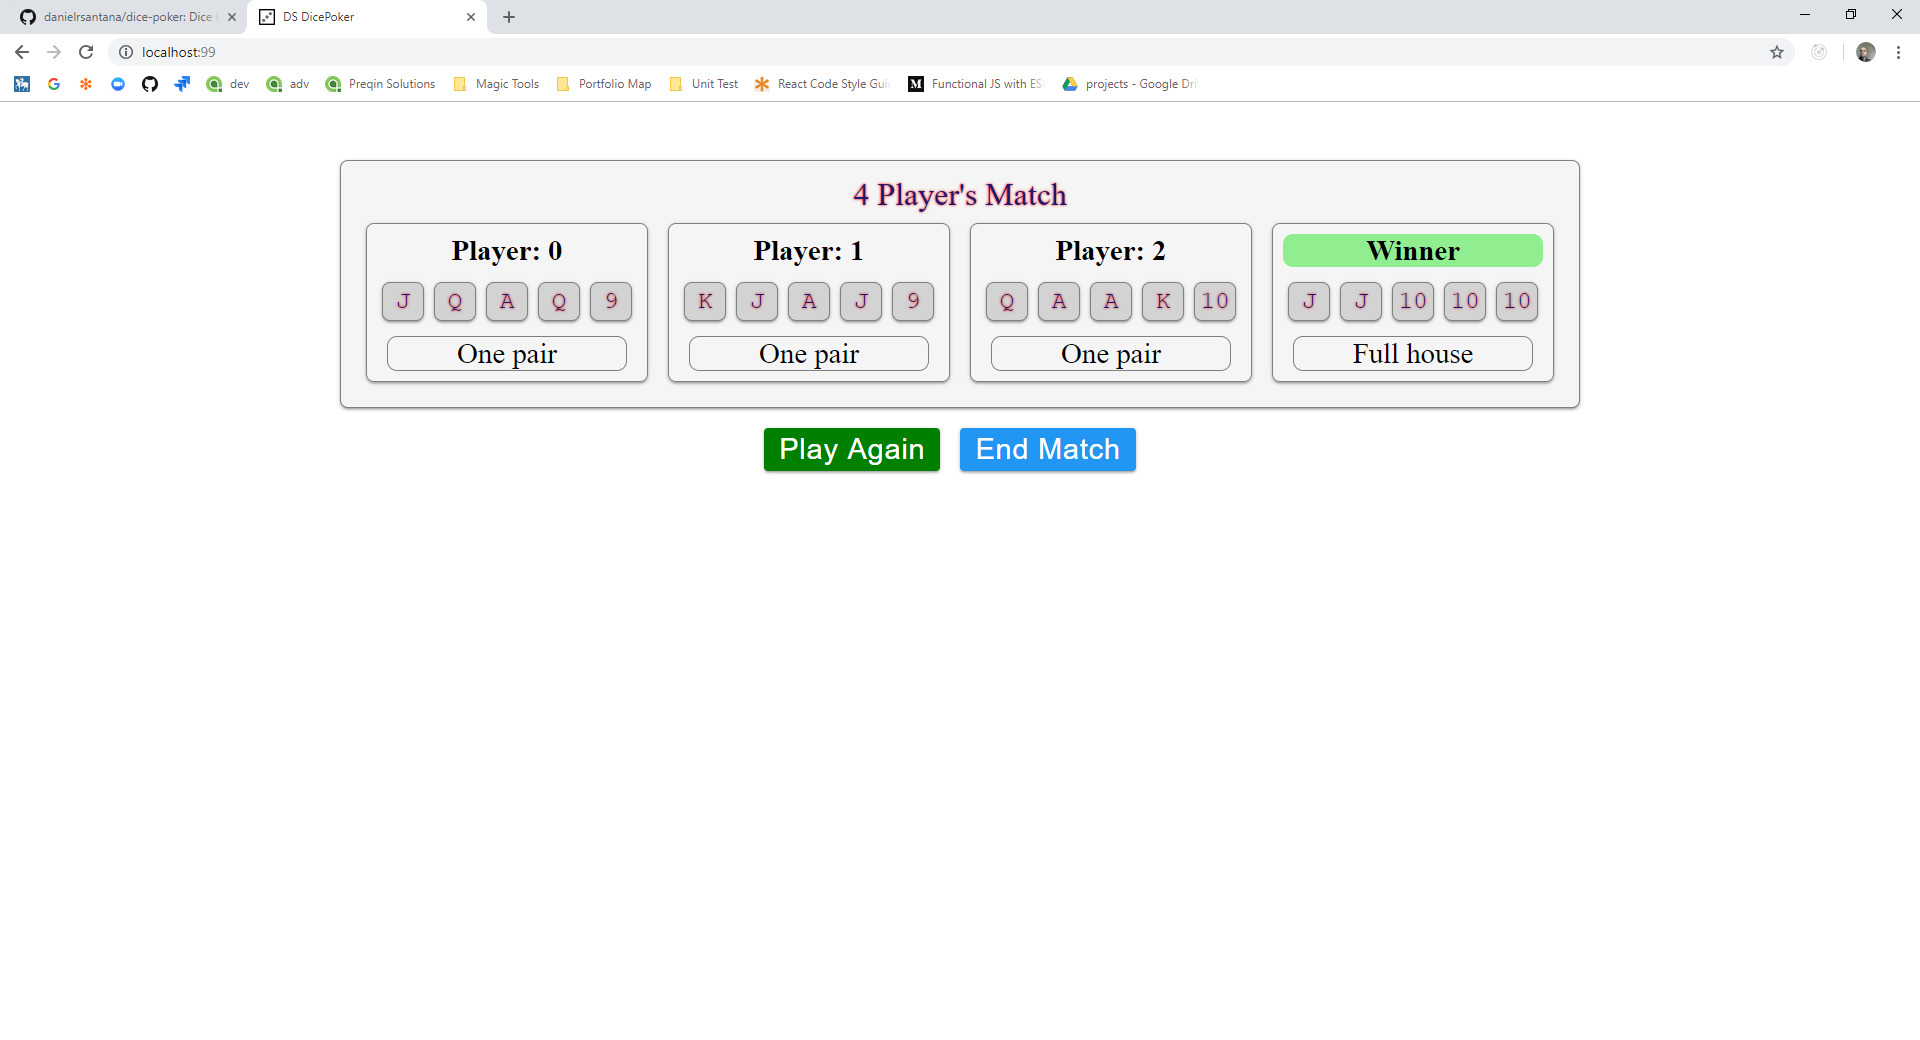 danielrsantana/dice-poker: Dice
DS DicePoker
localhost:99
dev
adv
Preqin Solutions
Magic Tools
Portfolio Map
Unit Test
React Code Style Gui
M
Functional JS with ES
projects - Google Dri
4 Player's Match
Player: 0
J Q A Q 9
One pair
Player: 1
K J A J 9
One pair
Player: 2
Q A A K 10
One pair
Winner
J J 10 10 10
Full house
Play Again
End Match